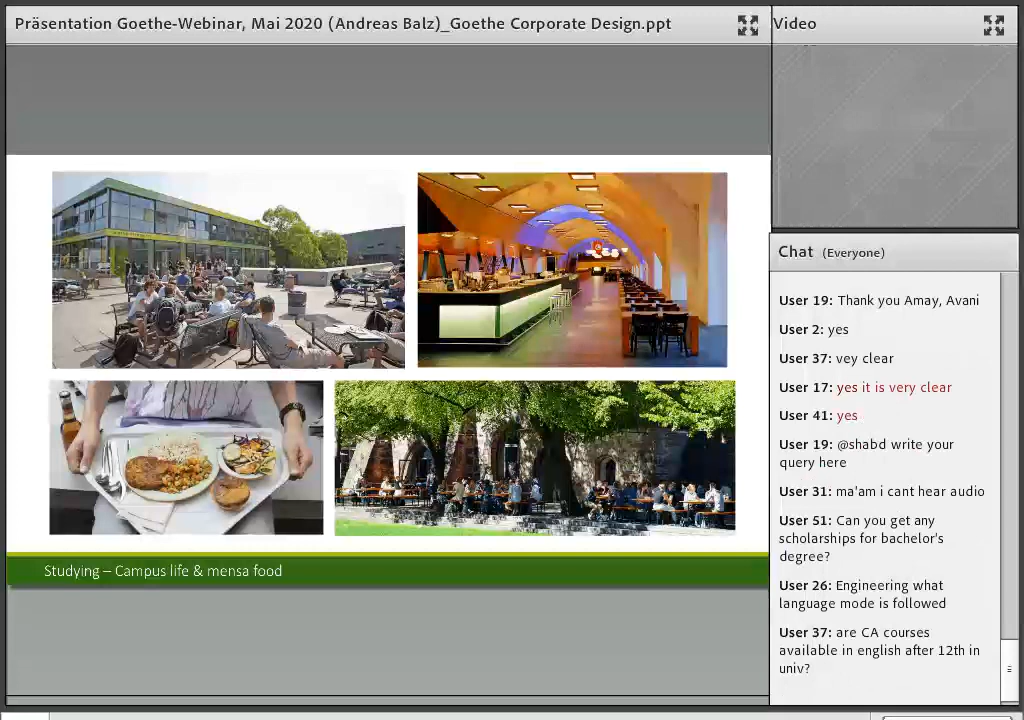 Präsentation Goethe-Webinar, Mai 2020 (Andreas Balz)_Goethe Corporate Design.ppt
Video
Studying – Campus life & mensa food
Chat (Everyone)
User 19: Thank you Amay, Avani
User 2: yes
User 37: vey clear
User 17: yes it is very clear
User 41: yes
User 19: @shabd write your
query here
User 31: ma'am i cant hear audio
User 51: Can you get any
scholarships for bachelor's
degree?
User 26: Engineering what
language mode is followed
User 37: are CA courses
available in english after 12th in
univ?